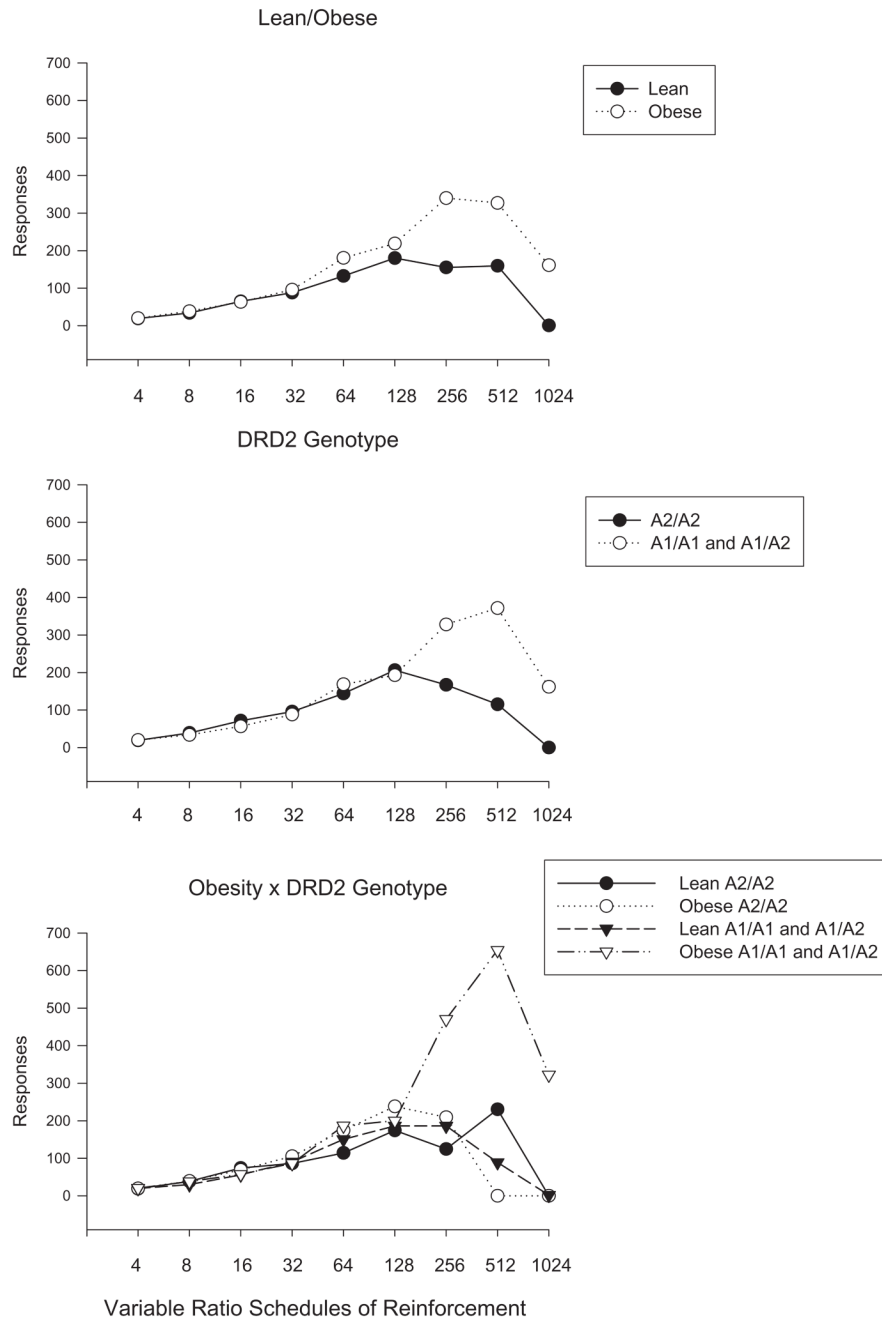 Lean/Obese
700
600
500
400
300
200
100
0
Responses
Lean
Obese
4 8 16 32 64 128 256 512 1024
DRD2 Genotype
700
600
500
400
300
200
100
0
Responses
A2/A2
A1/A1 and A1/A2
4 8 16 32 64 128 256 512 1024
Obesity x DRD2 Genotype
Lean A2/A2
Obese A2/A2
Lean A1/A1 and A1/A2
Obese A1/A1 and A1/A2
700
600
500
400
300
200
100
0
Responses
4 8 16 32 64 128 256 512 1024
Variable Ratio Schedules of Reinforcement